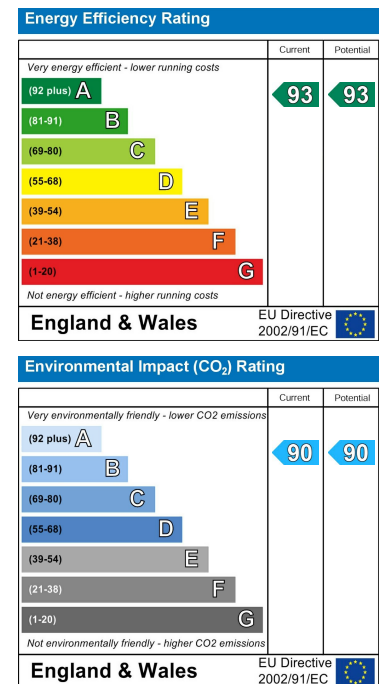 Energy Efficiency Rating
Current Potential
Very energy efficient - lower running costs
(92 plus) A
93 93
(81-91) B
(69-80) C
(55-68) D
(39-54) E
(21-38) F
(1-20) G
Not energy efficient - higher running costs
England & Wales
EU Directive
2002/91/EC
Environmental Impact (CO₂) Rating
Current Potential
Very environmentally friendly - lower CO2 emissions
(92 plus) A
(81-91) B
90 90
(69-80) C
(55-68) D
(39-54) E
(21-38) F
(1-20) G
Not environmentally friendly - higher CO2 emissions
England & Wales
EU Directive
2002/91/EC